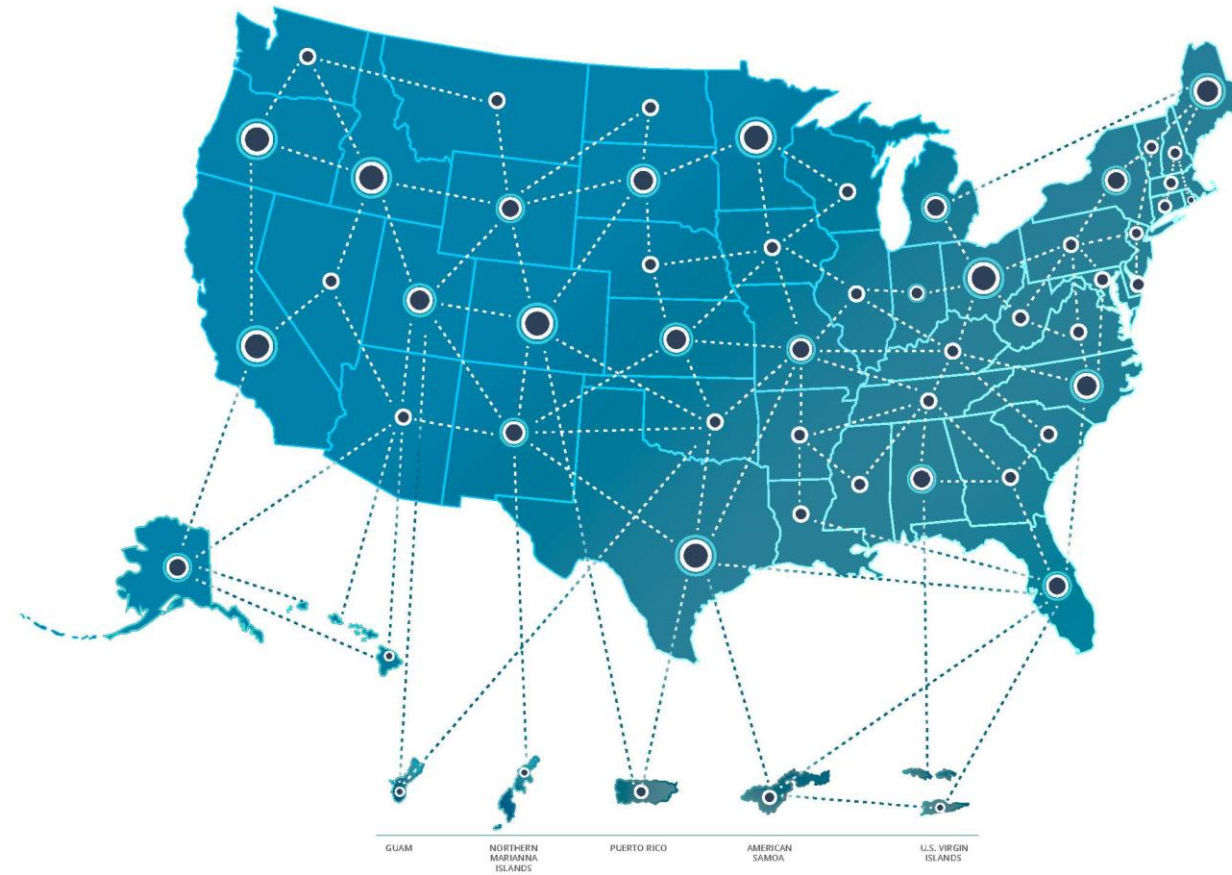 GUAM
NORTHERN
MARIANNA
ISLANDS
PUERTO RICO
AMERICAN
SAMOA
U.S. VIRGIN
ISLANDS